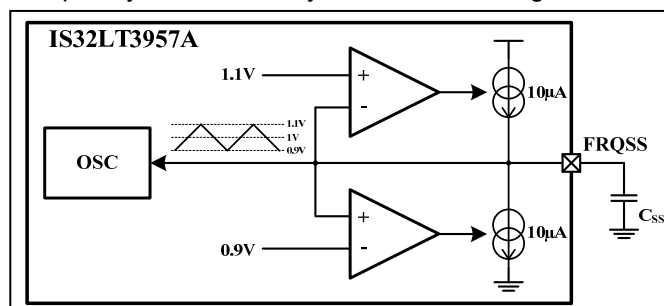 IS32LT3957A
1.1V
+
-
10µA
1.1V
1V
0.9V
OSC
FRQSS
CSS
+
-
10µA
0.9V